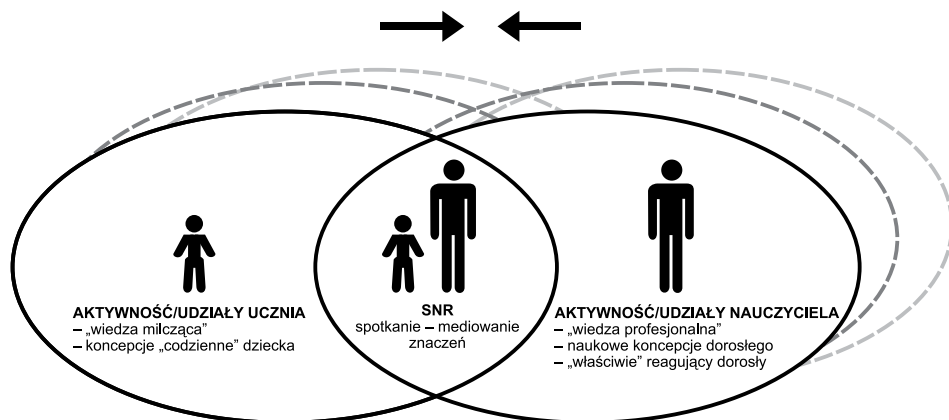 AKTYWNOŚĆ/UDZIAŁY UCZNIA
– „wiedza milcząca”
– koncepcje „codzienne” dziecka
SNR
spotkanie – mediowanie
znaczeń
AKTYWNOŚĆ/UDZIAŁY NAUCZYCIELA
– „wiedza profesjonalna”
– naukowe koncepcje dorosłego
– „właściwie” reagujący dorosły